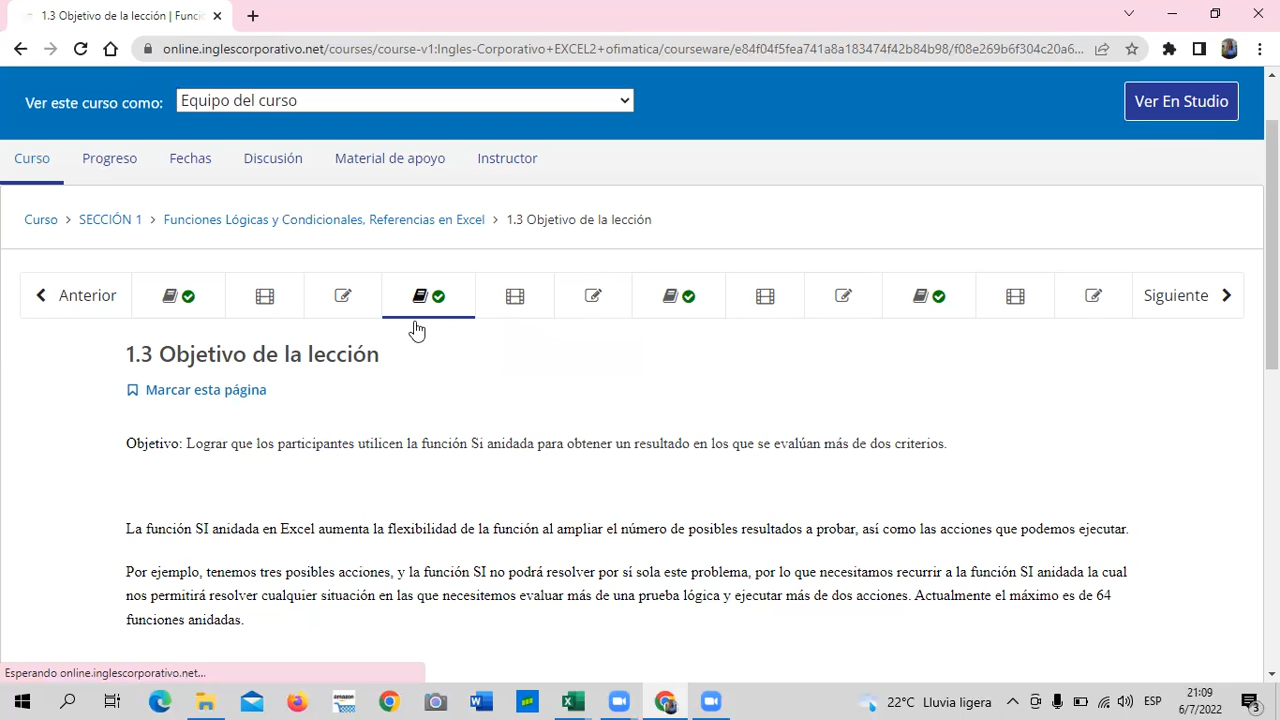 1.3 Objetivo de la lección | Funci
online.inglescorporativo.net/courses/course-v1:Ingles-Corporativo+EXCEL2+ofimatica/courseware/e84f04f5fea741a8a183474f42b84b98/f08e269b6f304c20a6...
Ver este curso como:
Equipo del curso
Ver En Studio
Curso
Progreso
Fechas
Discusión
Material de apoyo
Instructor
Curso > SECCIÓN 1 > Funciones Lógicas y Condicionales, Referencias en Excel > 1.3 Objetivo de la lección
Anterior
Siguiente
1.3 Objetivo de la lección
Marcar esta página
Objetivo: Lograr que los participantes utilicen la función Si anidada para obtener un resultado en los que se evalúan más de dos criterios.
La función SI anidada en Excel aumenta la flexibilidad de la función al ampliar el número de posibles resultados a probar, así como las acciones que podemos ejecutar.
Por ejemplo, tenemos tres posibles acciones, y la función SI no podrá resolver por sí sola este problema, por lo que necesitamos recurrir a la función SI anidada la cual
nos permitirá resolver cualquier situación en las que necesitemos evaluar más de una prueba lógica y ejecutar más de dos acciones. Actualmente el máximo es de 64
funciones anidadas.
Esperando online.inglescorporativo.net...
22°C Lluvia ligera
ESP
21:09
6/7/2022
3